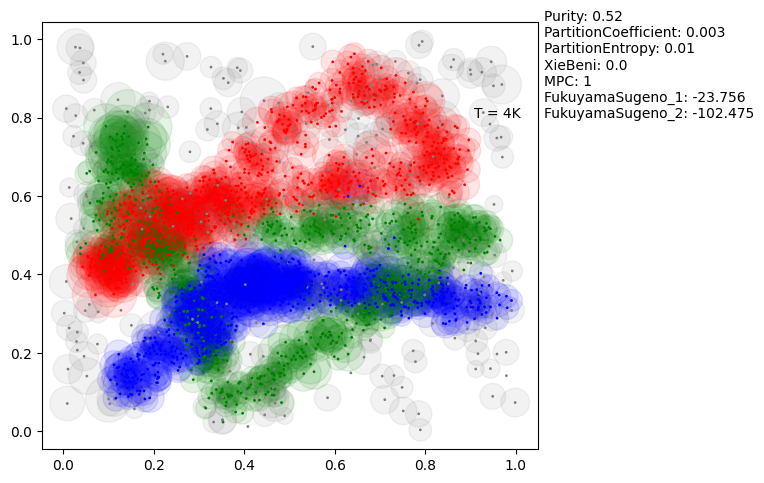 Purity: 0.52
PartitionCoefficient: 0.003
PartitionEntropy: 0.01
XieBeni: 0.0
MPC: 1
FukuyamaSugeno_1: -23.756
FukuyamaSugeno_2: -102.475
T = 4K
1.0
0.8
0.6
0.4
0.2
0.0
0.0 0.2 0.4 0.6 0.8 1.0